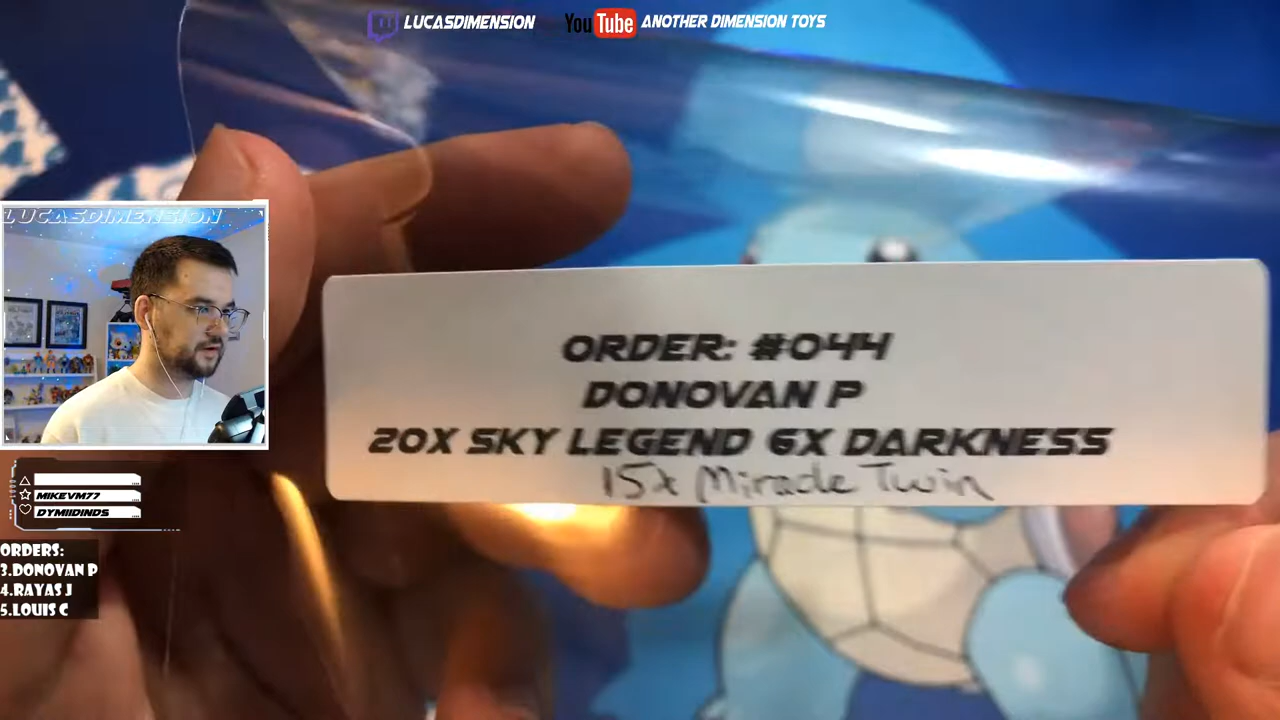 LUCASDIMENSION
YouTube ANOTHER DIMENSION TOYS
LUCASDIMENSION
ORDER: #044
DONOVAN P
20X SKY LEGEND 6X DARKNESS
15x Miracle Twin
MIKEVM77
DYMIIDINDS
ORDERS:
3.DONOVAN P
4.RAYAS J
5.LOUIS C